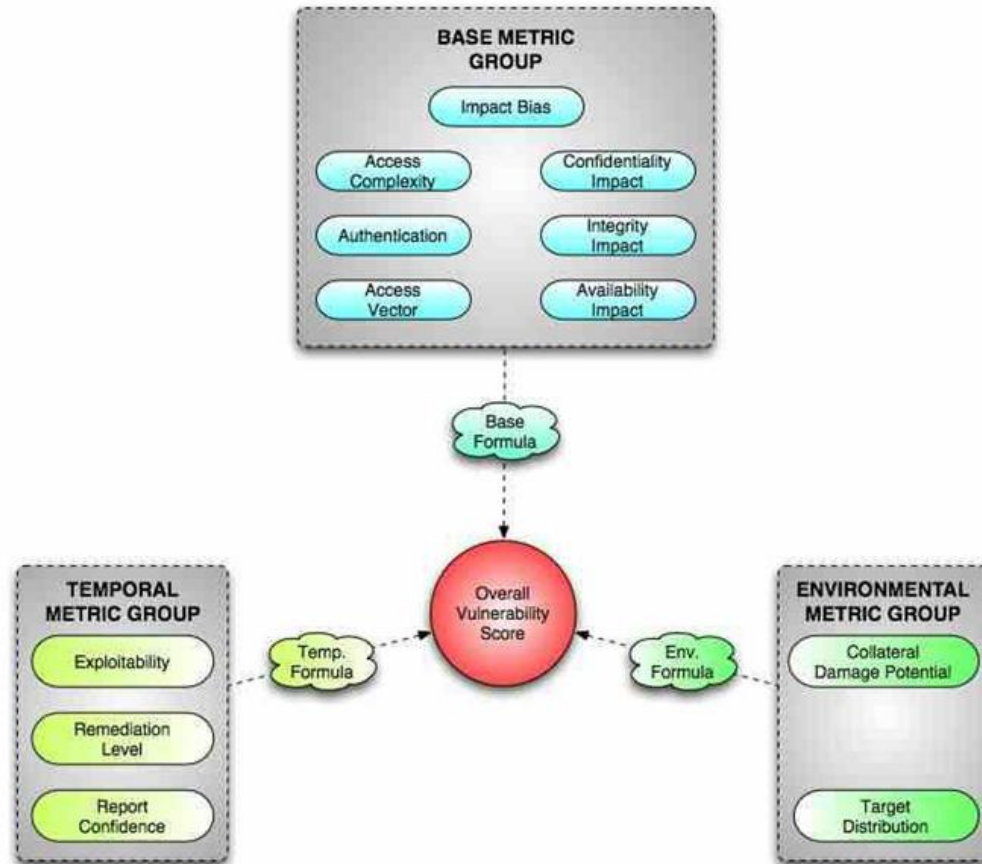 BASE METRIC
GROUP
Impact Bias
Access
Complexity
Confidentiality
Impact
Authentication
Integrity
Impact
Access
Vector
Availability
Impact
Base
Formula
Overall
Vulnerability
Score
TEMPORAL
METRIC GROUP
Exploitability
Remediation
Level
Report
Confidence
Temp.
Formula
Env.
Formula
ENVIRONMENTAL
METRIC GROUP
Collateral
Damage Potential
Target
Distribution